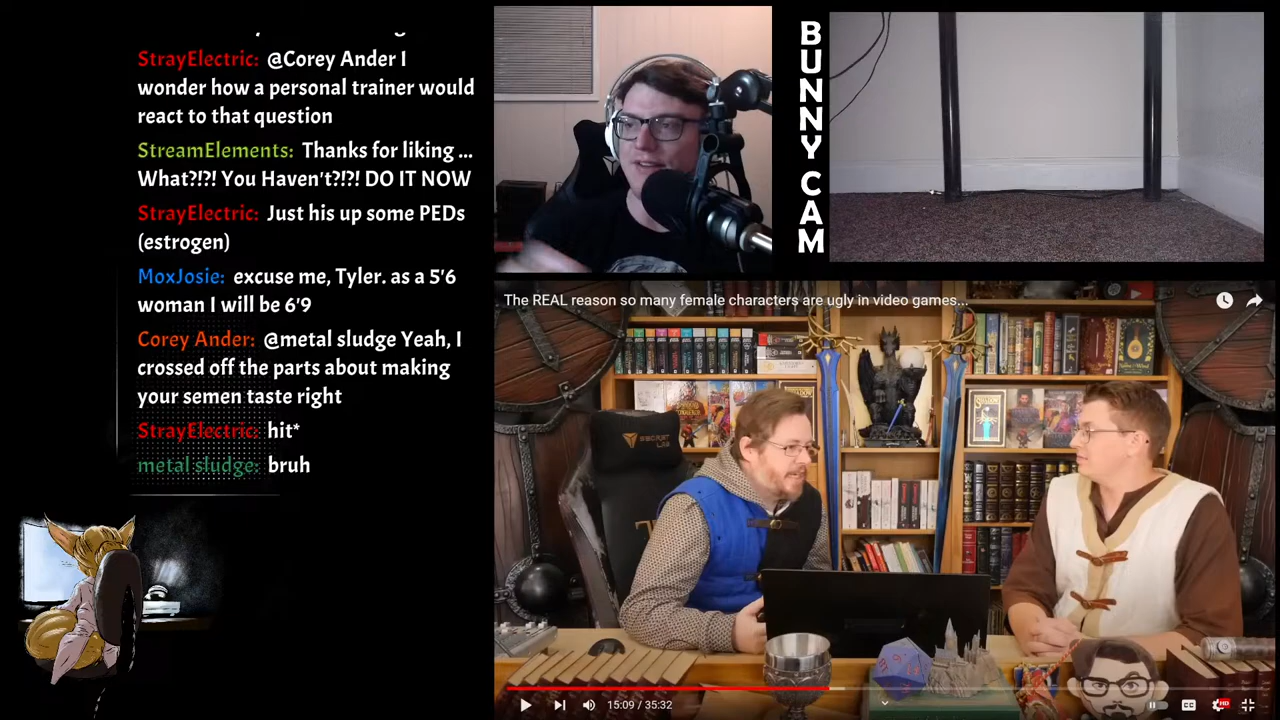 StrayElectric: @Corey Ander I
wonder how a personal trainer would
react to that question
StreamElements: Thanks for liking ...
What?!?! You Haven't?!?! DO IT NOW
StrayElectric: Just his up some PEDs
(estrogen)
MoxJosie: excuse me, Tyler. as a 5'6
woman I will be 6'9
Corey Ander: @metal sludge Yeah, I
crossed off the parts about making
your semen taste right
StrayElectric: hit*
metal sludge: bruh
BUNNY CAM
The REAL reason so many female characters are ugly in video games...
SECRET LAB
15:09 / 35:32
CC
HD